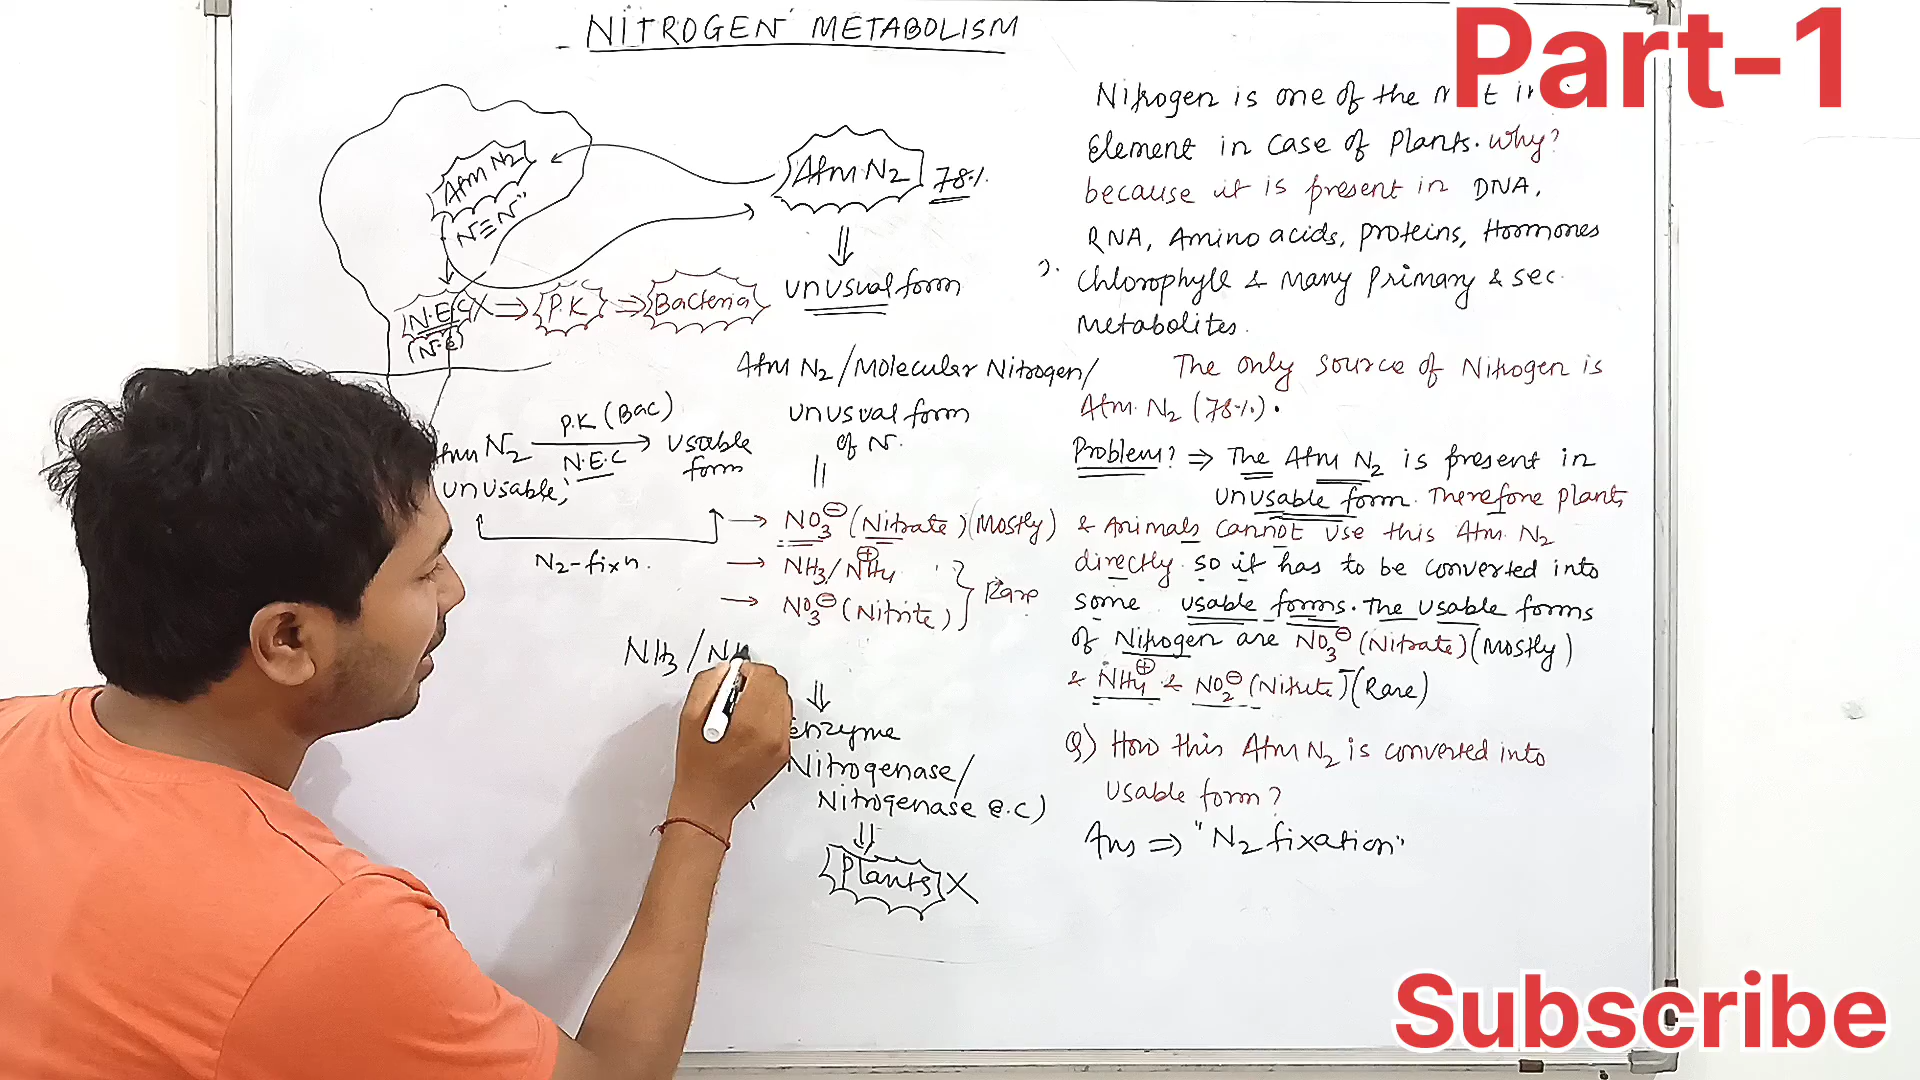 NITROGEN METABOLISM
Part-1
Atm N2
"N≡N"
Atm N2 78%
⇓
Unusual form
(N.E.C)X ⇒ P.K ⇒ Bacteria
(N.e)
Atm N2/Molecular Nitrogen/
Unusual form
of N.
P.K (Bac)
Atm N2 → Usable
N.E.C form
Unusable
N2-fixn.
→ NO3⊖ (Nitrate) (Mostly)
→ NH3/NH4⊕
→ NO3⊖ (Nitrite) } Rare
NH3/NH
⇓
Enzyme
Nitrogenase/
Nitrogenase e.c)
⇓
Plants X
Nitrogen is one of the
Element in case of Plants. Why?
because it is present in DNA,
RNA, Amino acids, Proteins, Hormones
Chlorophyll & Many Primary & sec.
Metabolites.
The only source of Nitrogen is
Atm. N2 (78%).
Problem? ⇒ The Atm N2 is present in
Unusable form. Therefore plants
& Animals cannot use this Atm. N2
directly. So it has to be converted into
some usable forms. The usable forms
of Nitrogen are NO3⊖ (Nitrate) (Mostly)
& NH4⊕ & NO2⊖ (Nitrite) (Rare)
Q) How this Atm N2 is converted into
Usable form?
Ans ⇒ "N2 fixation"
Subscribe